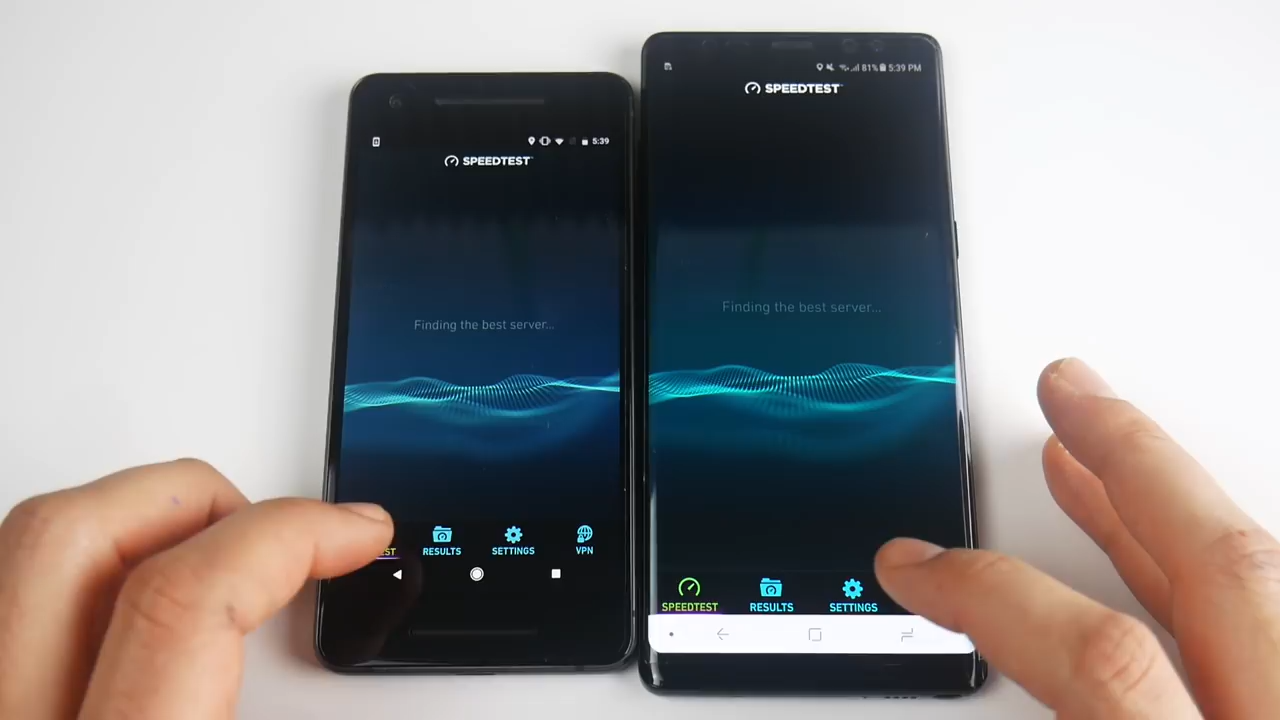 5:39
SPEEDTEST
Finding the best server...
EST
RESULTS
SETTINGS
VPN
81% 5:39 PM
SPEEDTEST
Finding the best server...
SPEEDTEST
RESULTS
SETTINGS